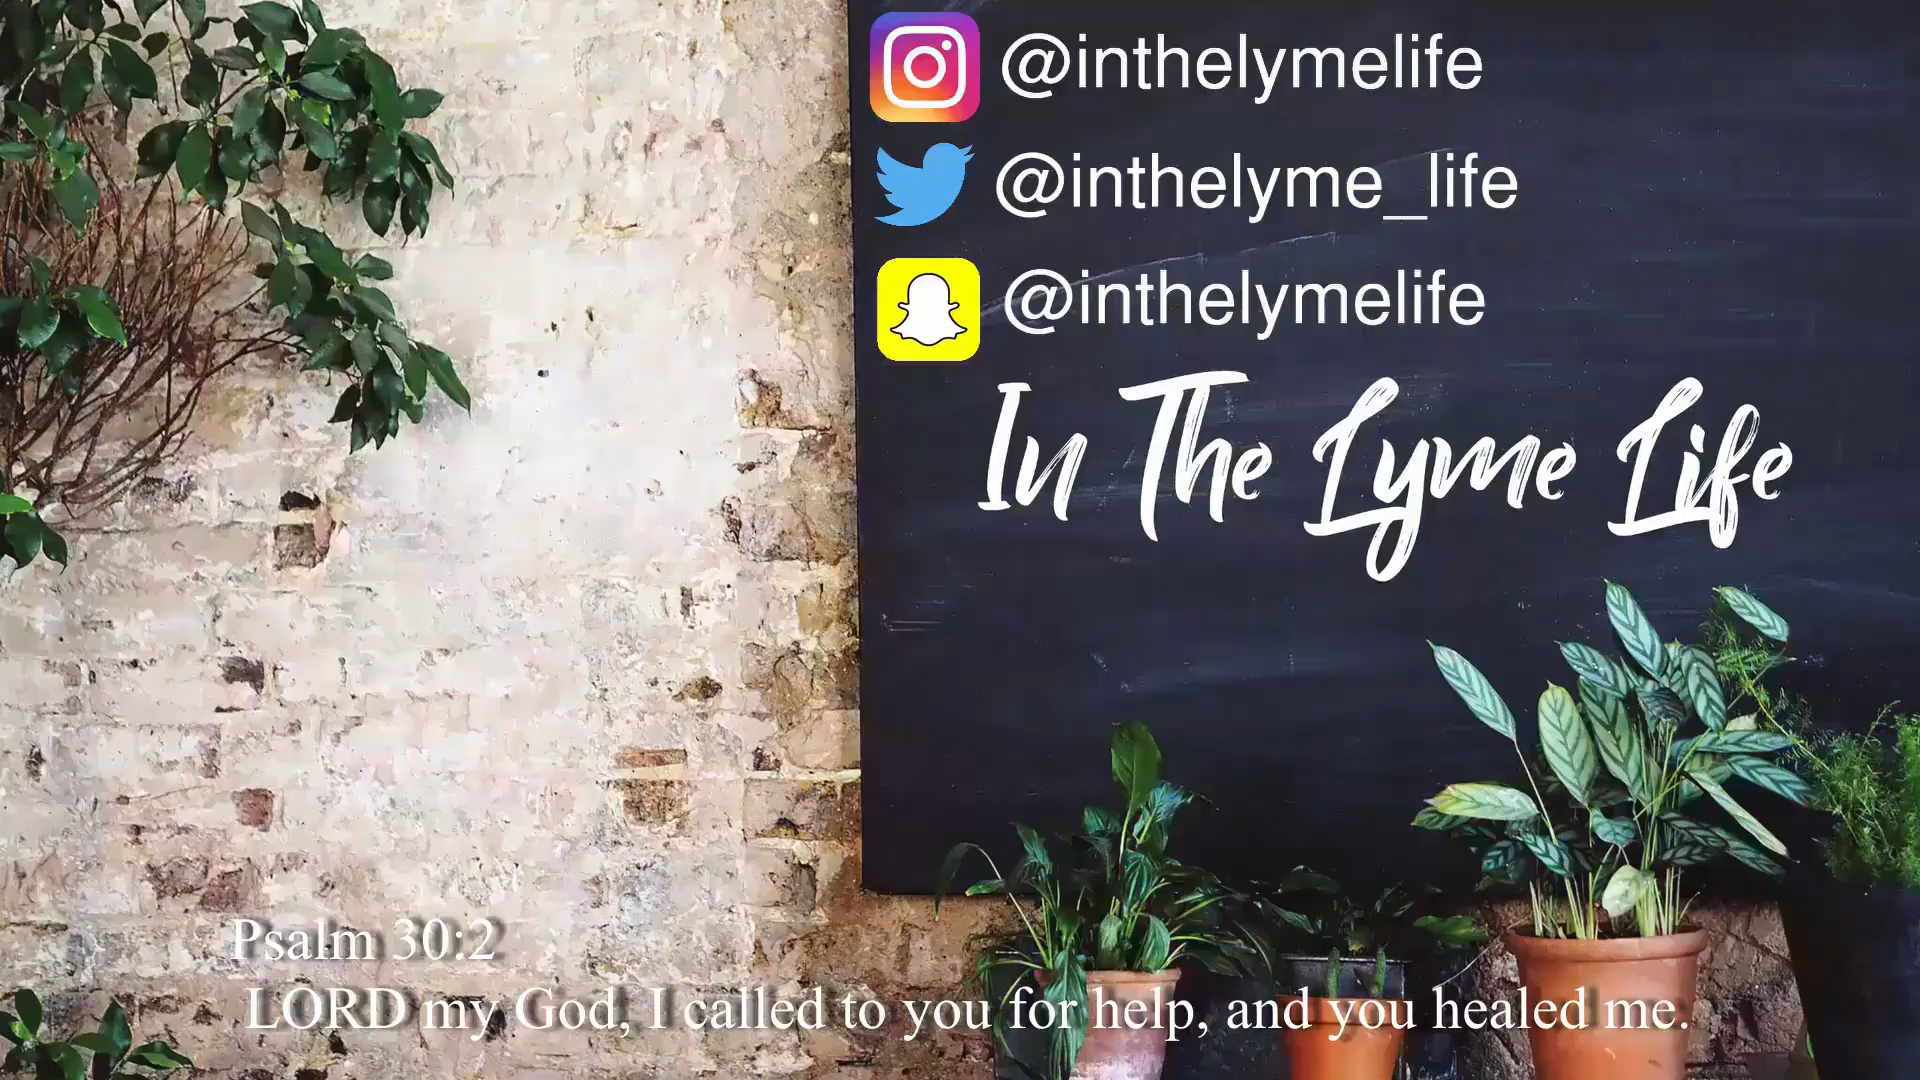 @inthelymelife
@inthelyme_life
@inthelymelife
In The Lyme Life
Psalm 30:2
LORD my God, I called to you for help, and you healed me.